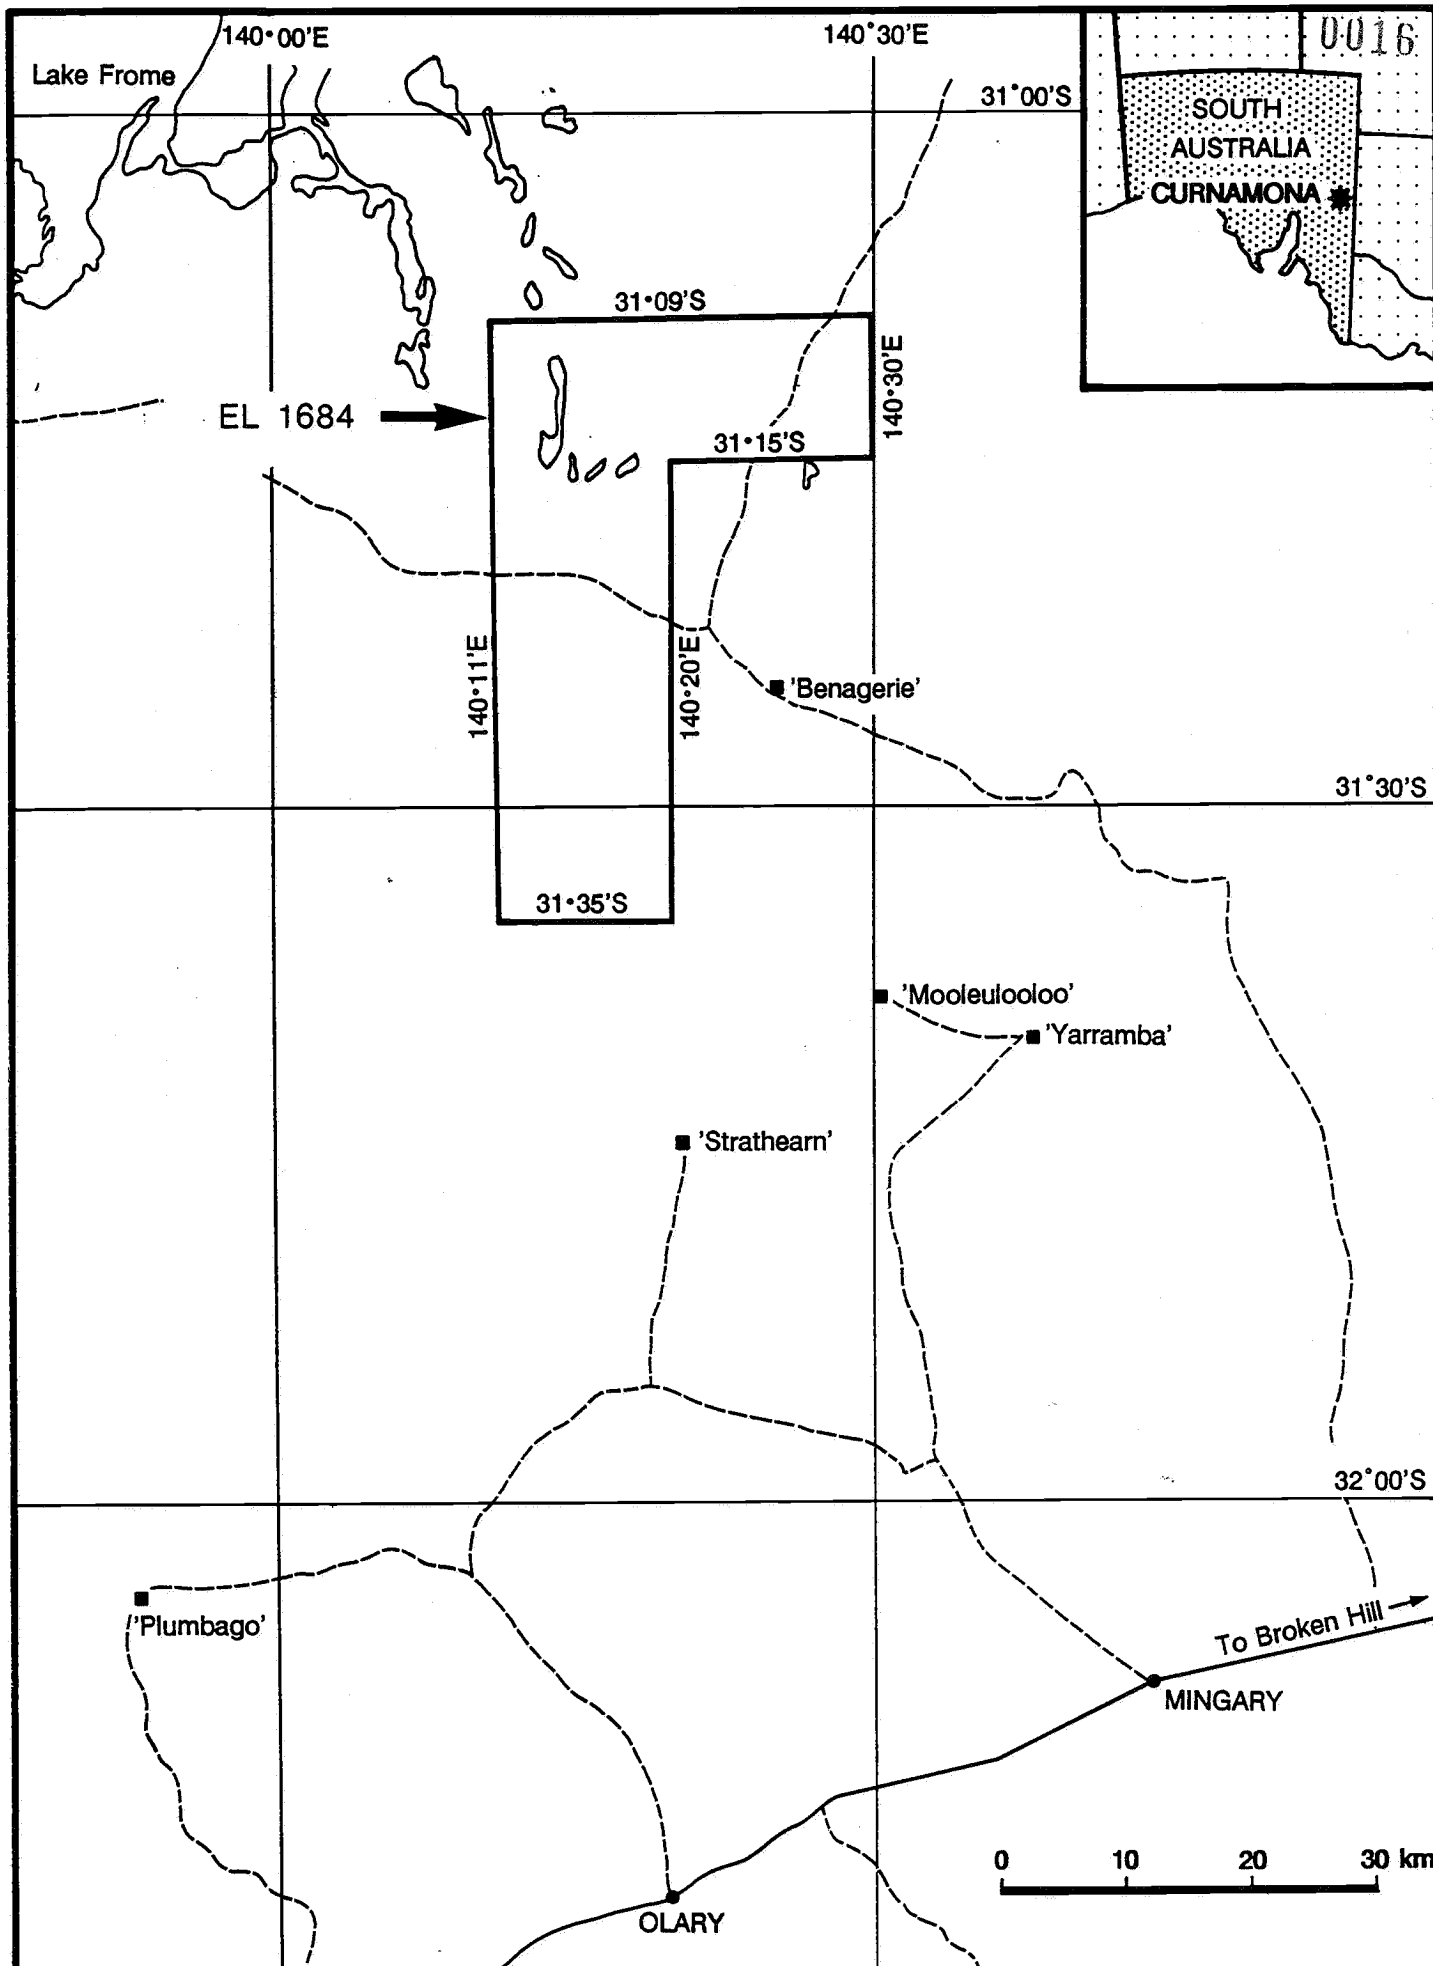 140°00'E
140°30'E
0016
Lake Frome
31°00'S
SOUTH
AUSTRALIA
CURNAMONA
31•09'S
140•30'E
EL 1684
31•15'S
140•11'E
140•20'E
'Benagerie'
31°30'S
31•35'S
'Mooleulooloo'
'Yarramba'
'Strathearn'
32°00'S
'Plumbago'
To Broken Hill
MINGARY
0 10 20 30 km
OLARY